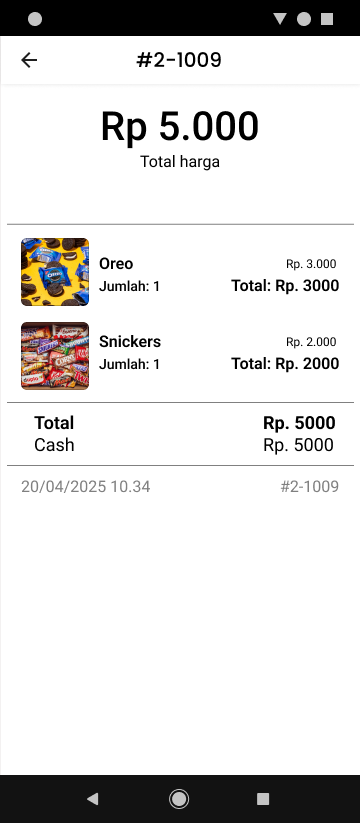 #2-1009
Rp 5.000
Total harga
Oreo
Rp. 3.000
Jumlah: 1
Total: Rp. 3000
Snickers
Rp. 2.000
Jumlah: 1
Total: Rp. 2000
Total
Rp. 5000
Cash
Rp. 5000
20/04/2025 10.34
#2-1009